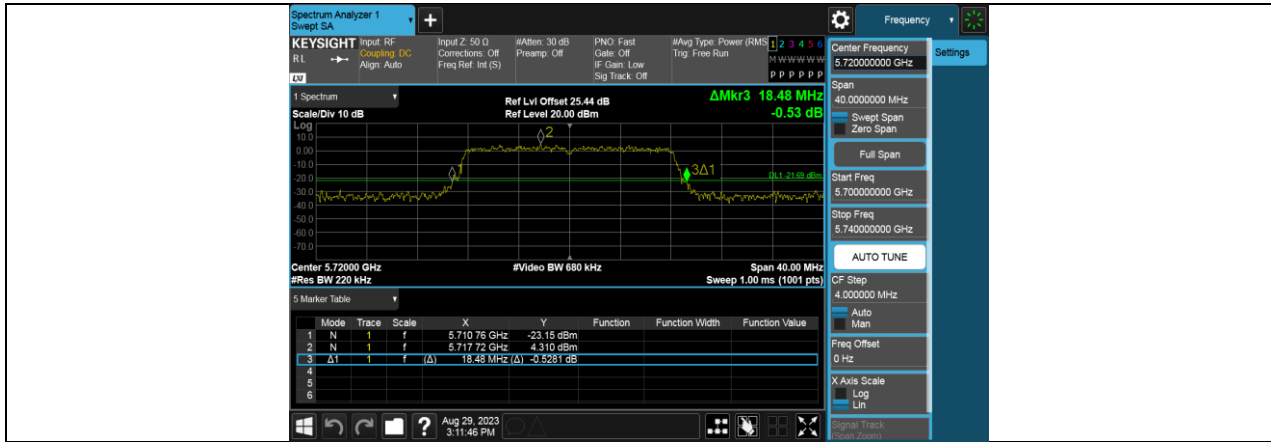 Spectrum Analyzer 1
Swept SA
Frequency
KEYSIGHT
Input: RF
Input Z: 50 Ω
#Atten: 30 dB
PNO: Fast
#Avg Type: Power (RMS
1 2 3 4 5 6
RL
Coupling: DC
Corrections: Off
Preamp: Off
Gate: Off
Trig: Free Run
M W W W W W
Align: Auto
Freq Ref: Int (S)
IF Gain: Low
P P P P P P
Sig Track: Off
LXI
1 Spectrum
Ref Lvl Offset 25.44 dB
ΔMkr3 18.48 MHz
Scale/Div 10 dB
Ref Level 20.00 dBm
-0.53 dB
Log
10.0
0.00
-10.0
-20.0
-30.0
-40.0
-50.0
-60.0
-70.0
1
2
3Δ1
DL1 -21.69 dBm
Center 5.72000 GHz
#Video BW 680 kHz
Span 40.00 MHz
#Res BW 220 kHz
Sweep 1.00 ms (1001 pts)
5 Marker Table
Mode Trace Scale X Y Function Function Width Function Value
1 N 1 f 5.710 76 GHz -23.15 dBm
2 N 1 f 5.717 72 GHz 4.310 dBm
3 Δ1 1 f (Δ) 18.48 MHz (Δ) -0.5281 dB
4
5
6
Aug 29, 2023
3:11:46 PM
Center Frequency
5.720000000 GHz
Settings
Span
40.0000000 MHz
Swept Span
Zero Span
Full Span
Start Freq
5.700000000 GHz
Stop Freq
5.740000000 GHz
AUTO TUNE
CF Step
4.000000 MHz
Auto
Man
Freq Offset
0 Hz
X Axis Scale
Log
Lin
Signal Track
(Span Zoom)